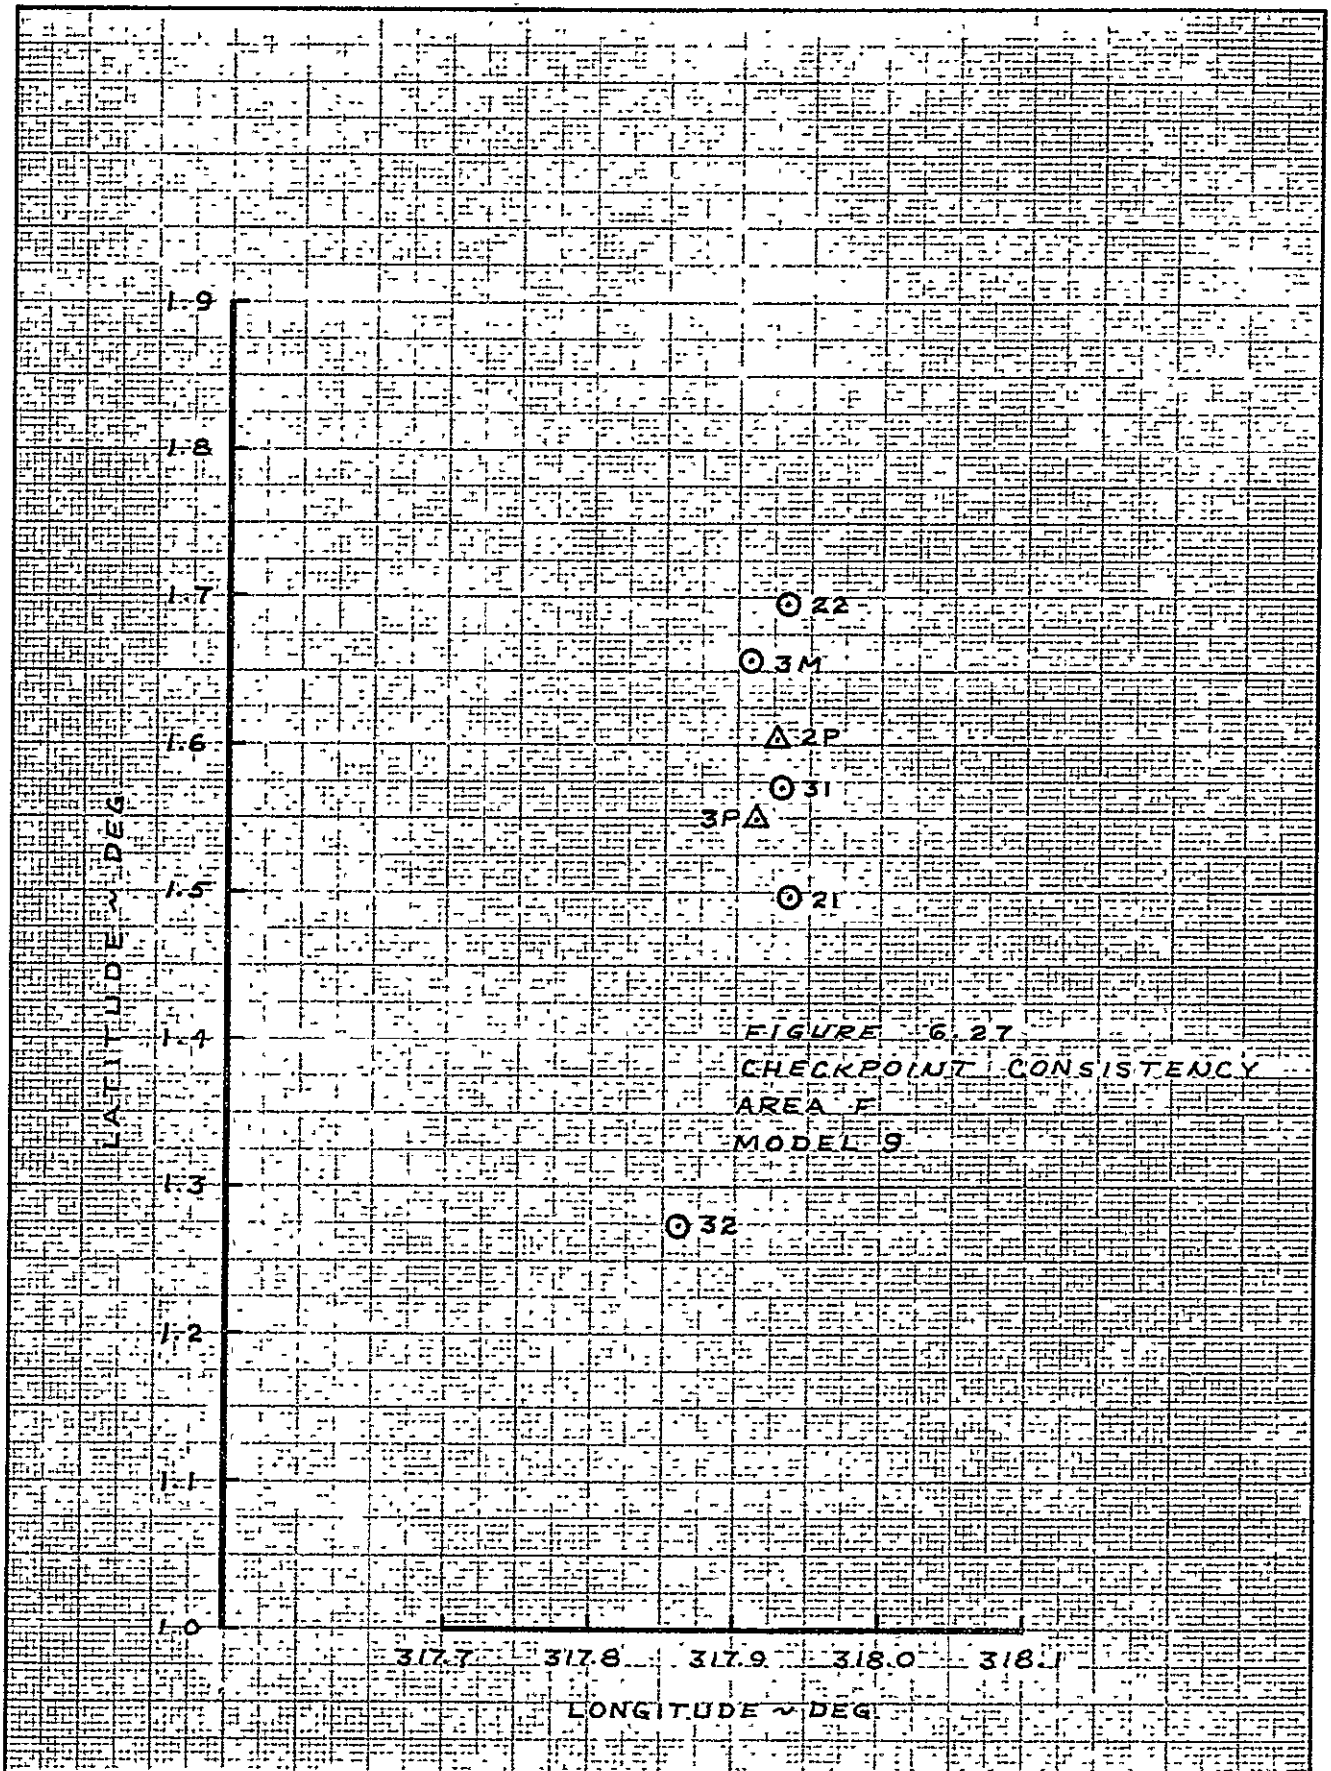 1.9
1.8
1.7
22
3M
1.6
2P
31
3P
1.5
21
LATITUDE ~ DEG
1.4
FIGURE 6.27
CHECKPOINT CONSISTENCY
AREA F
MODEL 9
1.3
32
1.2
1.1
1.0
317.7 317.8 317.9 318.0 318.1
LONGITUDE ~ DEG